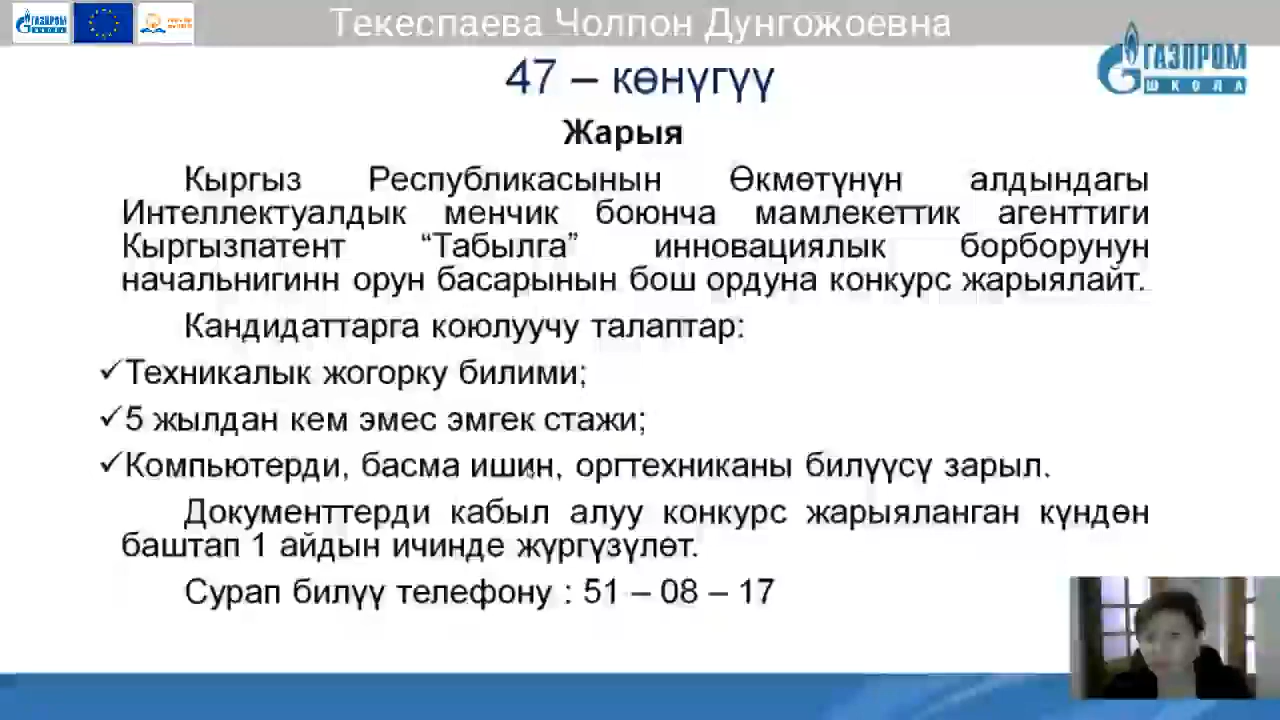 Текеспаева Чолпон Дунгожоевна
ГАЗПРОМ
ШКОЛА
47 – көнүгүү
Жарыя
Кыргыз Республикасынын Өкмөтүнүн алдындагы
Интеллектуалдык менчик боюнча мамлекеттик агенттиги
Кыргызпатент “Табылга” инновациялык борборунун
начальнигинн орун басарынын бош ордуна конкурс жарыялайт.
Кандидаттарга коюлуучу талаптар:
✓Техникалык жогорку билими;
✓5 жылдан кем эмес эмгек стажи;
✓Компьютерди, басма ишин, оргтехниканы билүүсү зарыл.
Документтерди кабыл алуу конкурс жарыяланган күндөн
баштап 1 айдын ичинде жүргүзүлөт.
Сурап билүү телефону : 51 – 08 – 17